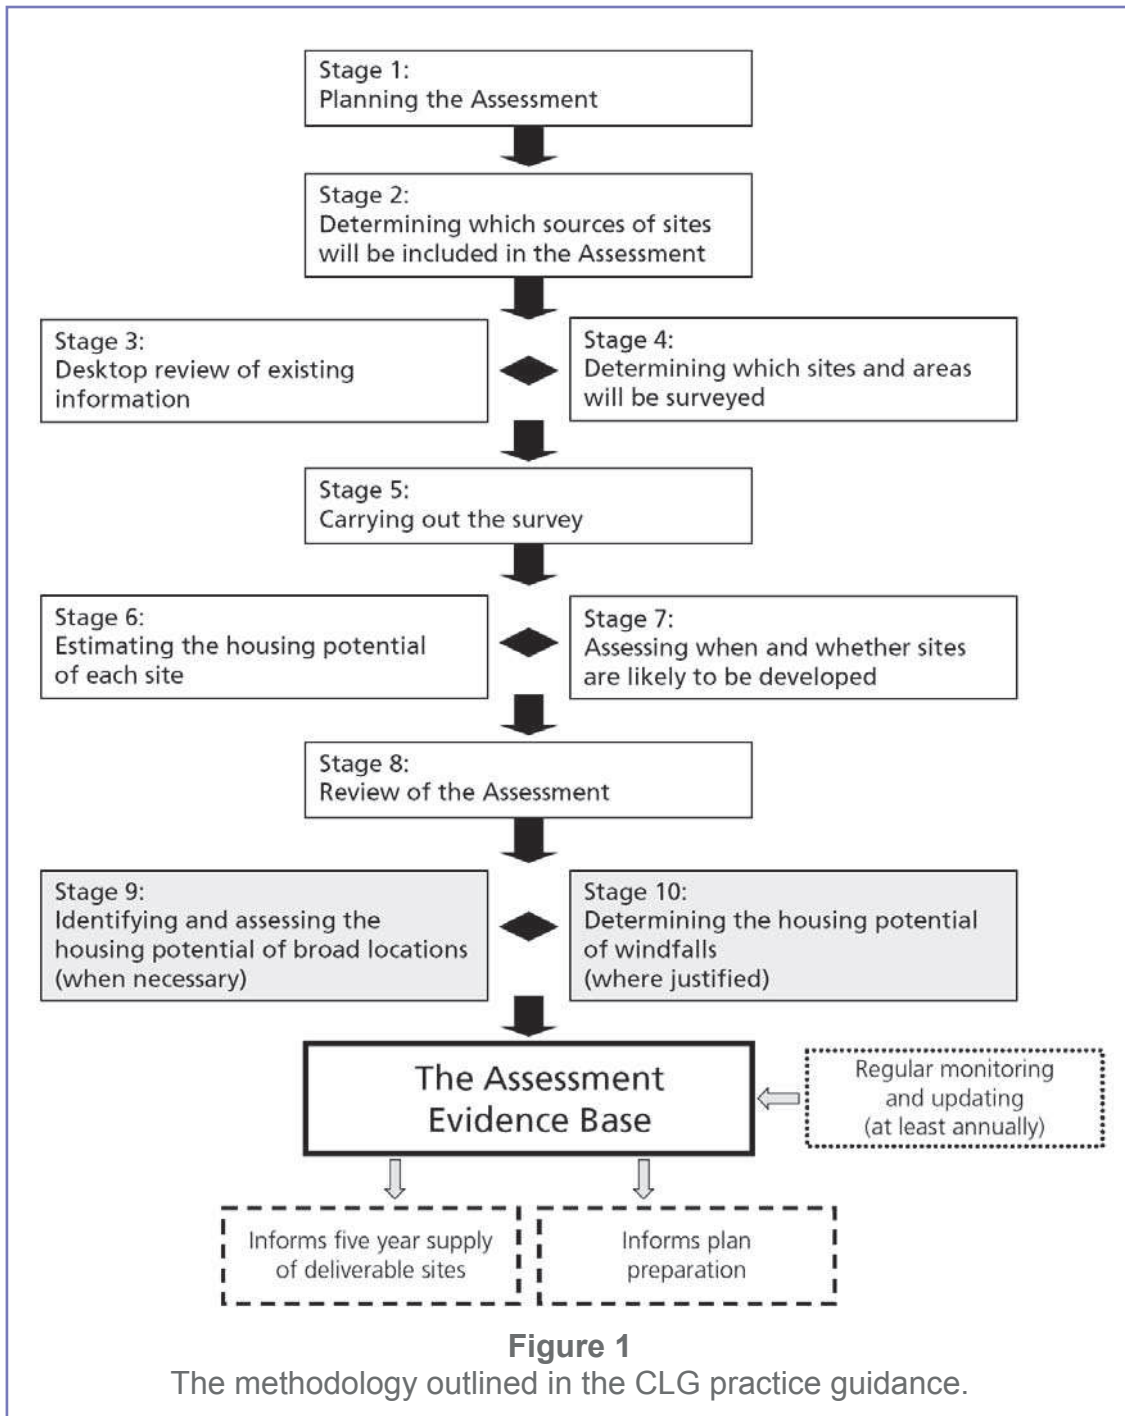 Stage 1:
Planning the Assessment
Stage 2:
Determining which sources of sites
will be included in the Assessment
Stage 3:
Desktop review of existing
information
Stage 4:
Determining which sites and areas
will be surveyed
Stage 5:
Carrying out the survey
Stage 6:
Estimating the housing potential
of each site
Stage 7:
Assessing when and whether sites
are likely to be developed
Stage 8:
Review of the Assessment
Stage 9:
Identifying and assessing the
housing potential of broad locations
(when necessary)
Stage 10:
Determining the housing potential
of windfalls
(where justified)
The Assessment
Evidence Base
Regular monitoring
and updating
(at least annually)
Informs five year supply
of deliverable sites
Informs plan
preparation
Figure 1
The methodology outlined in the CLG practice guidance.